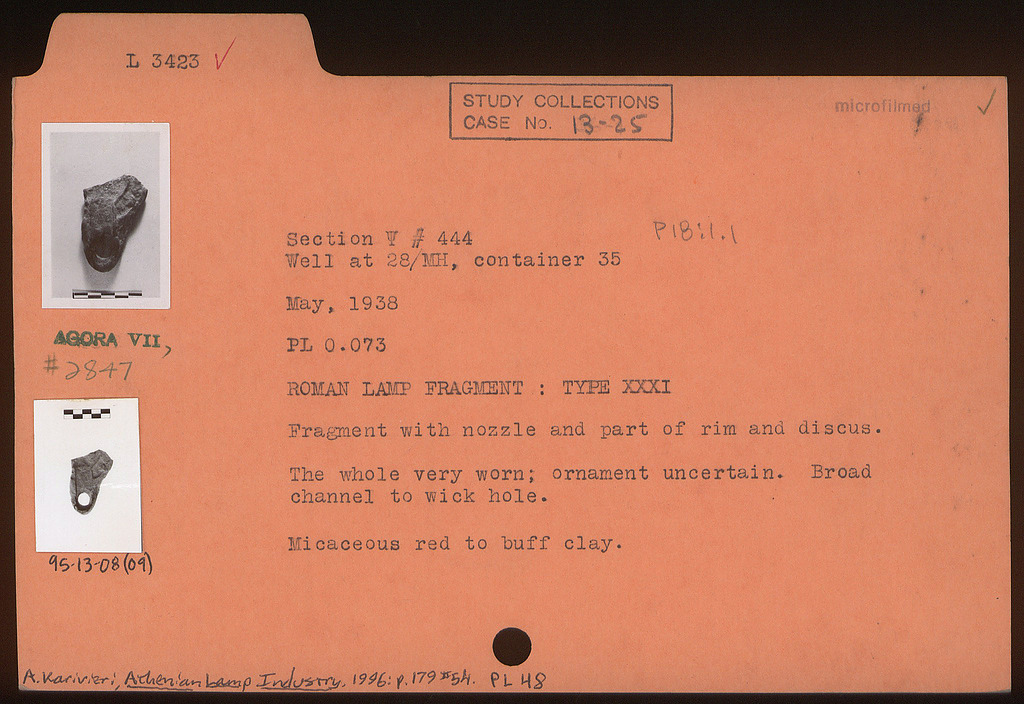 L 3423 ✓
STUDY COLLECTIONS
CASE No. 13-25
microfilmed ✓
Section Ψ # 444
P18:1.1
Well at 28/ΜΗ, container 35
May, 1938
PL 0.073
AGORA VII,
#2847
ROMAN LAMP FRAGMENT : TYPE XXXI
Fragment with nozzle and part of rim and discus.
The whole very worn; ornament uncertain. Broad
channel to wick hole.
Micaceous red to buff clay.
95-13-08(09)
A. Karivieri, Athenian Lamp Industry. 1996: p. 179 #54. PL 48